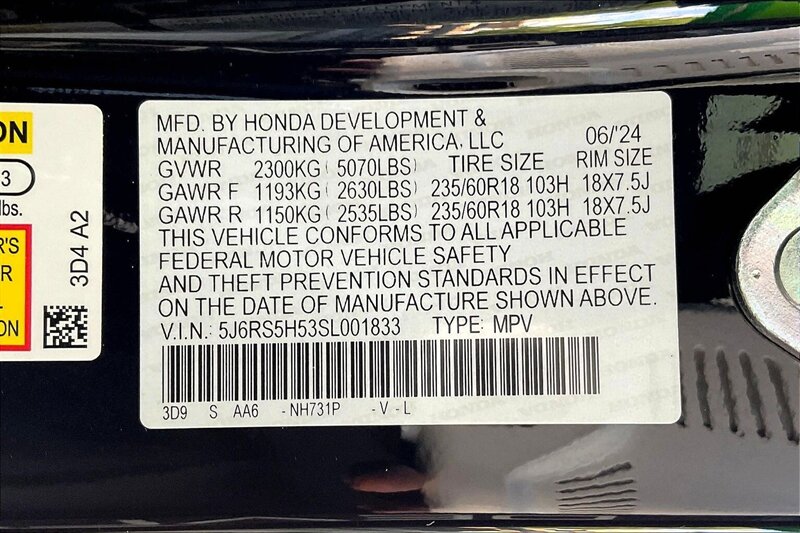 ON
3
lbs.
3D4 A2
R'S
R
L
MFD. BY HONDA DEVELOPMENT &
MANUFACTURING OF AMERICA, LLC 06/'24
GVWR 2300KG ( 5070LBS) TIRE SIZE RIM SIZE
GAWR F 1193KG ( 2630LBS) 235/60R18 103H 18X7.5J
GAWR R 1150KG ( 2535LBS) 235/60R18 103H 18X7.5J
THIS VEHICLE CONFORMS TO ALL APPLICABLE
FEDERAL MOTOR VEHICLE SAFETY
AND THEFT PREVENTION STANDARDS IN EFFECT
ON THE DATE OF MANUFACTURE SHOWN ABOVE.
V.I.N.: 5J6RS5H53SL001833 TYPE: MPV
3D9 S AA6 -NH731P -V -L